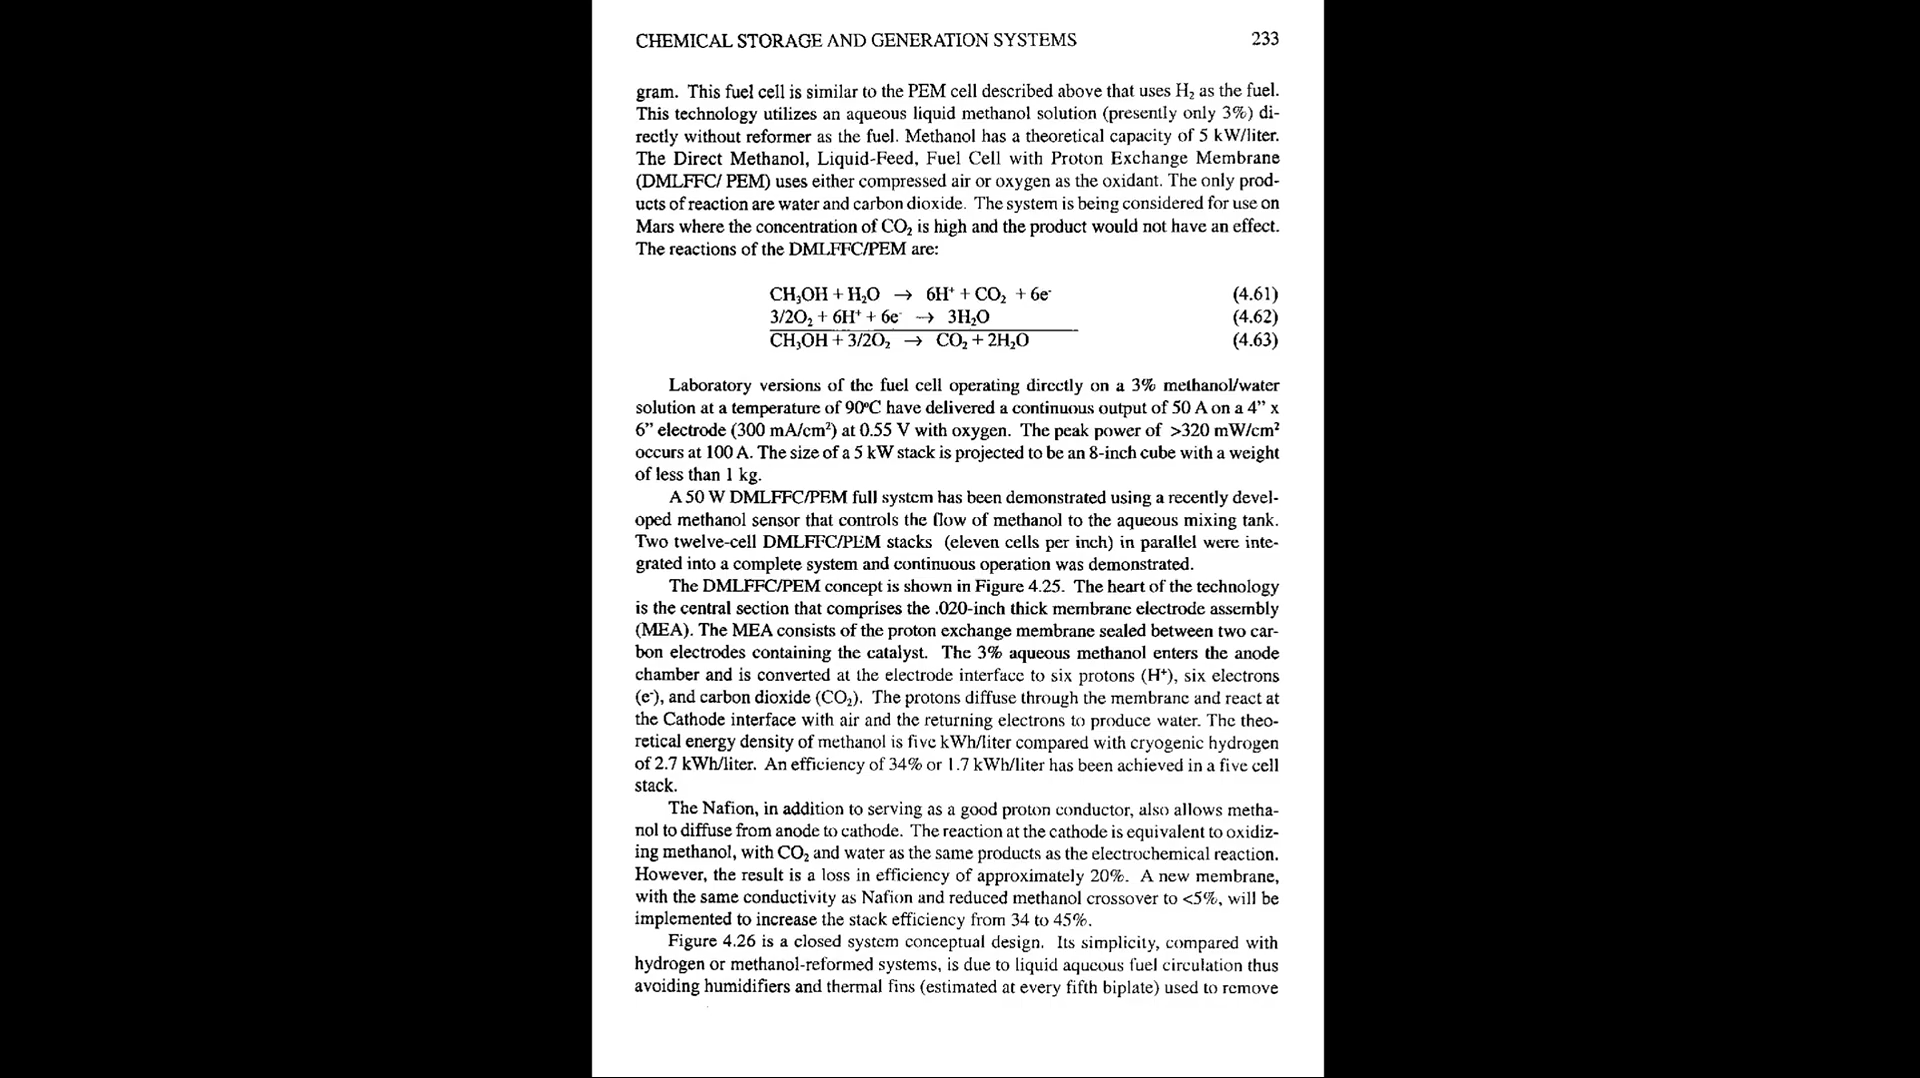 CHEMICAL STORAGE AND GENERATION SYSTEMS 233
gram. This fuel cell is similar to the PEM cell described above that uses H₂ as the fuel.
This technology utilizes an aqueous liquid methanol solution (presently only 3%) di-
rectly without reformer as the fuel. Methanol has a theoretical capacity of 5 kW/liter.
The Direct Methanol, Liquid-Feed, Fuel Cell with Proton Exchange Membrane
(DMLFFC/ PEM) uses either compressed air or oxygen as the oxidant. The only prod-
ucts of reaction are water and carbon dioxide. The system is being considered for use on
Mars where the concentration of CO₂ is high and the product would not have an effect.
The reactions of the DMLFFC/PEM are:
CH₃OH + H₂O → 6H⁺ + CO₂ + 6e⁻ (4.61)
3/2O₂ + 6H⁺ + 6e⁻ → 3H₂O (4.62)
CH₃OH + 3/2O₂ → CO₂ + 2H₂O (4.63)
Laboratory versions of the fuel cell operating directly on a 3% methanol/water
solution at a temperature of 90ºC have delivered a continuous output of 50 A on a 4” x
6” electrode (300 mA/cm²) at 0.55 V with oxygen. The peak power of >320 mW/cm²
occurs at 100 A. The size of a 5 kW stack is projected to be an 8-inch cube with a weight
of less than 1 kg.
A 50 W DMLFFC/PEM full system has been demonstrated using a recently devel-
oped methanol sensor that controls the flow of methanol to the aqueous mixing tank.
Two twelve-cell DMLFFC/PEM stacks (eleven cells per inch) in parallel were inte-
grated into a complete system and continuous operation was demonstrated.
The DMLFFC/PEM concept is shown in Figure 4.25. The heart of the technology
is the central section that comprises the .020-inch thick membrane electrode assembly
(MEA). The MEA consists of the proton exchange membrane sealed between two car-
bon electrodes containing the catalyst. The 3% aqueous methanol enters the anode
chamber and is converted at the electrode interface to six protons (H⁺), six electrons
(e⁻), and carbon dioxide (CO₂). The protons diffuse through the membrane and react at
the Cathode interface with air and the returning electrons to produce water. The theo-
retical energy density of methanol is five kWh/liter compared with cryogenic hydrogen
of 2.7 kWh/liter. An efficiency of 34% or 1.7 kWh/liter has been achieved in a five cell
stack.
The Nafion, in addition to serving as a good proton conductor, also allows metha-
nol to diffuse from anode to cathode. The reaction at the cathode is equivalent to oxidiz-
ing methanol, with CO₂ and water as the same products as the electrochemical reaction.
However, the result is a loss in efficiency of approximately 20%. A new membrane,
with the same conductivity as Nafion and reduced methanol crossover to <5%, will be
implemented to increase the stack efficiency from 34 to 45%.
Figure 4.26 is a closed system conceptual design. Its simplicity, compared with
hydrogen or methanol-reformed systems, is due to liquid aqueous fuel circulation thus
avoiding humidifiers and thermal fins (estimated at every fifth biplate) used to remove